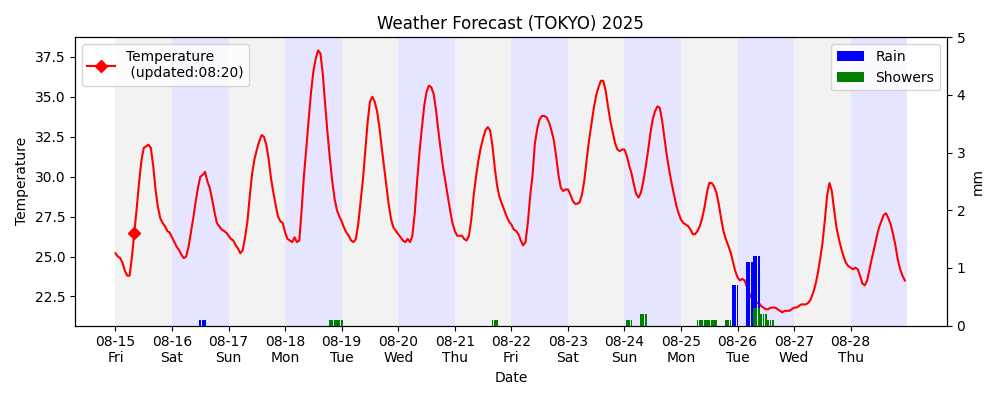 Weather Forecast (TOKYO) 2025
Temperature
(updated:08:20)
Rain
Showers
Temperature
37.5
35.0
32.5
30.0
27.5
25.0
22.5
5
4
3
2
1
0
mm
08-15 08-16 08-17 08-18 08-19 08-20 08-21 08-22 08-23 08-24 08-25 08-26 08-27 08-28
Fri Sat Sun Mon Tue Wed Thu Fri Sat Sun Mon Tue Wed Thu
Date